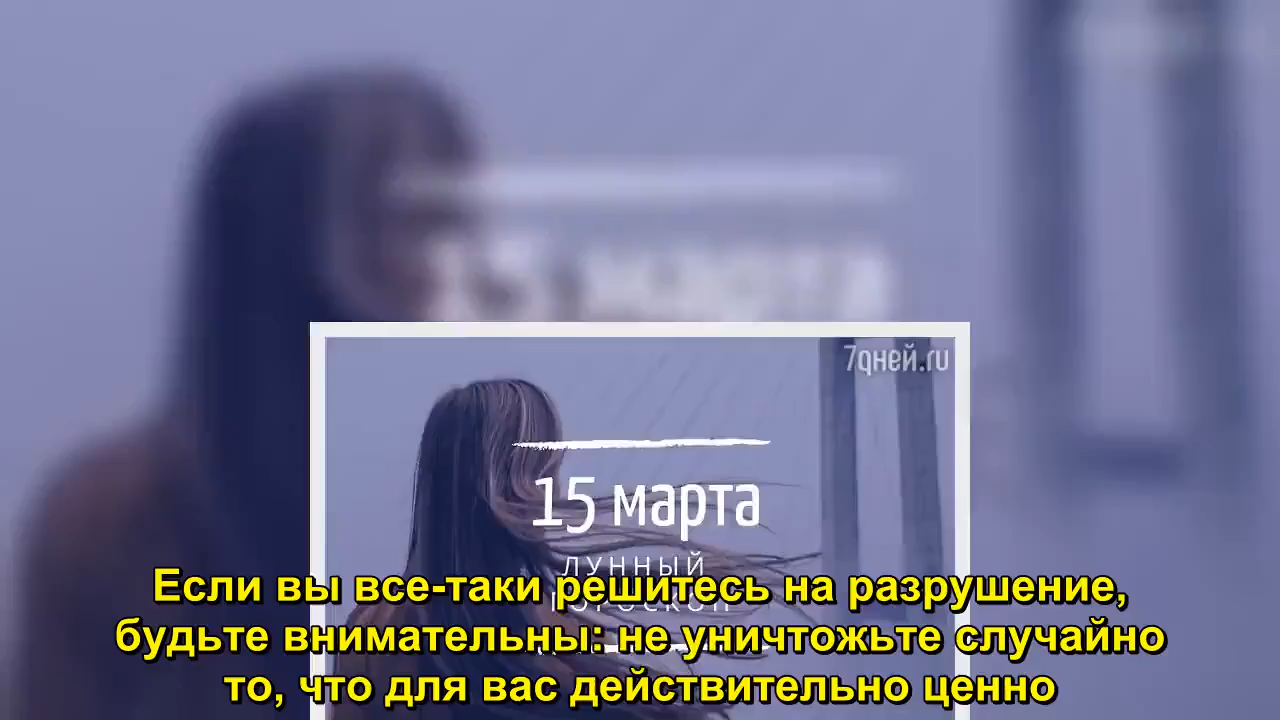 7дней.ru
15 марта
ЛУННЫЙ
ГОРОСКОП
Если вы все-таки решитесь на разрушение,
будьте внимательны: не уничтожьте случайно
то, что для вас действительно ценно